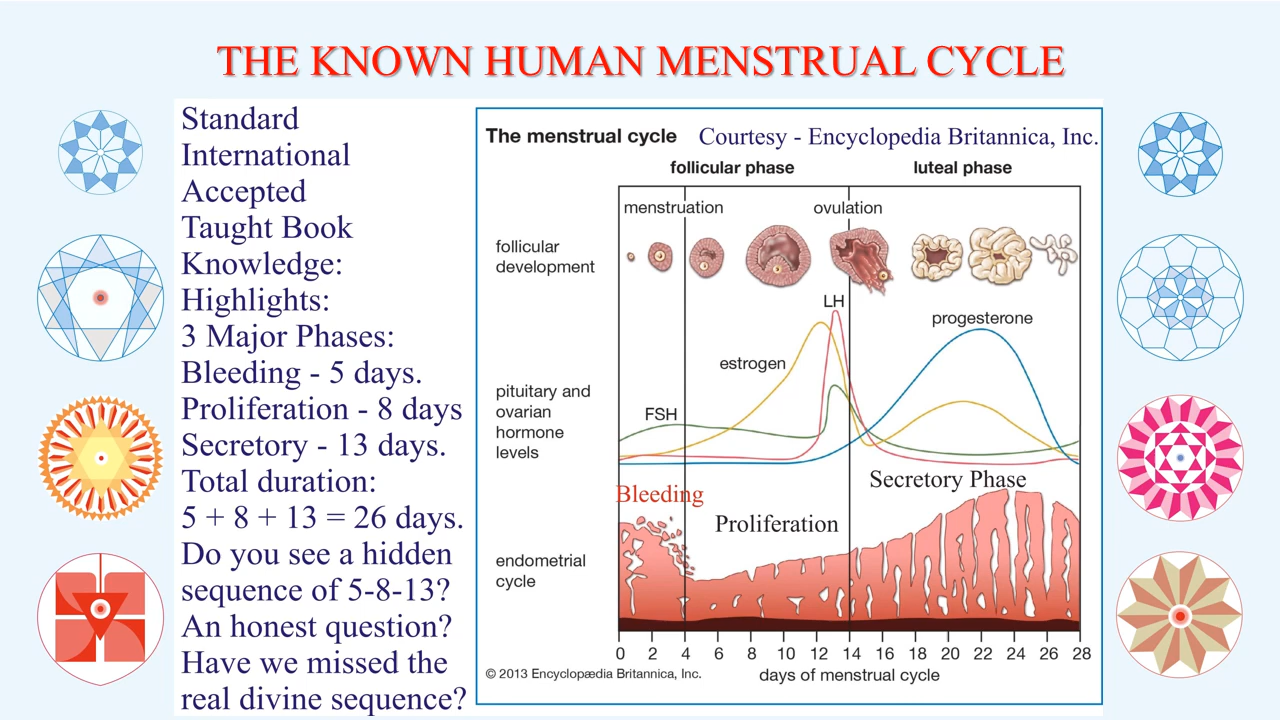 THE KNOWN HUMAN MENSTRUAL CYCLE
Standard
International
Accepted
Taught Book
Knowledge:
Highlights:
3 Major Phases:
Bleeding - 5 days.
Proliferation - 8 days
Secretory - 13 days.
Total duration:
5 + 8 + 13 = 26 days.
Do you see a hidden
sequence of 5-8-13?
An honest question?
Have we missed the
real divine sequence?
The menstrual cycle Courtesy - Encyclopedia Britannica, Inc.
follicular phase luteal phase
menstruation ovulation
follicular
development
LH
progesterone
estrogen
pituitary and
ovarian
hormone
levels
FSH
Bleeding
Secretory Phase
Proliferation
endometrial
cycle
0 2 4 6 8 10 12 14 16 18 20 22 24 26 28
© 2013 Encyclopædia Britannica, Inc.
days of menstrual cycle